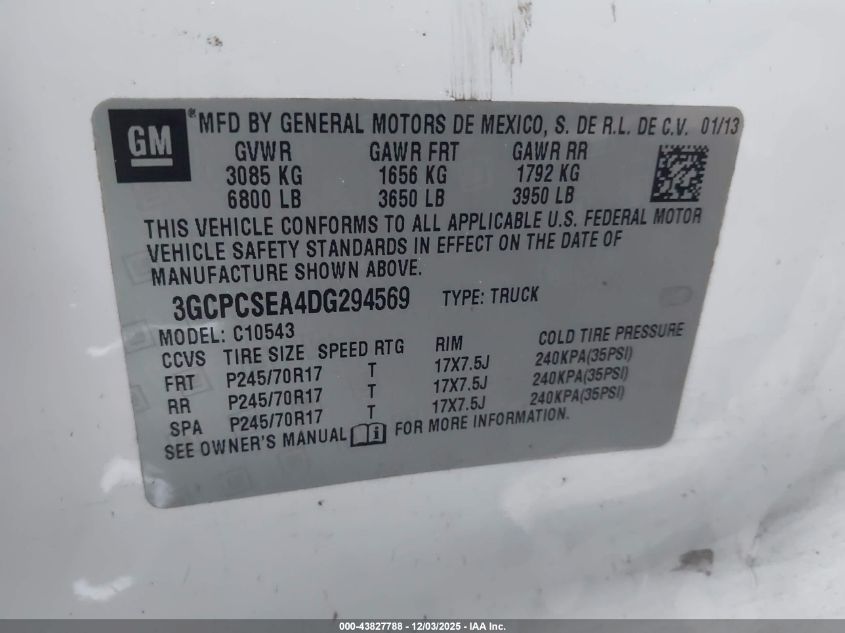 GM ® MFD BY GENERAL MOTORS DE MEXICO, S. DE R.L. DE C.V. 01/13
GVWR GAWR FRT GAWR RR
3085 KG 1656 KG 1792 KG
6800 LB 3650 LB 3950 LB
THIS VEHICLE CONFORMS TO ALL APPLICABLE U.S. FEDERAL MOTOR
VEHICLE SAFETY STANDARDS IN EFFECT ON THE DATE OF
MANUFACTURE SHOWN ABOVE.
3GCPCSEA4DG294569 TYPE: TRUCK
MODEL: C10543
CCVS TIRE SIZE SPEED RTG RIM COLD TIRE PRESSURE
FRT P245/70R17 T 17X7.5J 240KPA(35PSI)
RR P245/70R17 T 17X7.5J 240KPA(35PSI)
SPA P245/70R17 T 17X7.5J 240KPA(35PSI)
SEE OWNER'S MANUAL i FOR MORE INFORMATION.
000-43827788 - 12/03/2025 - IAA Inc.